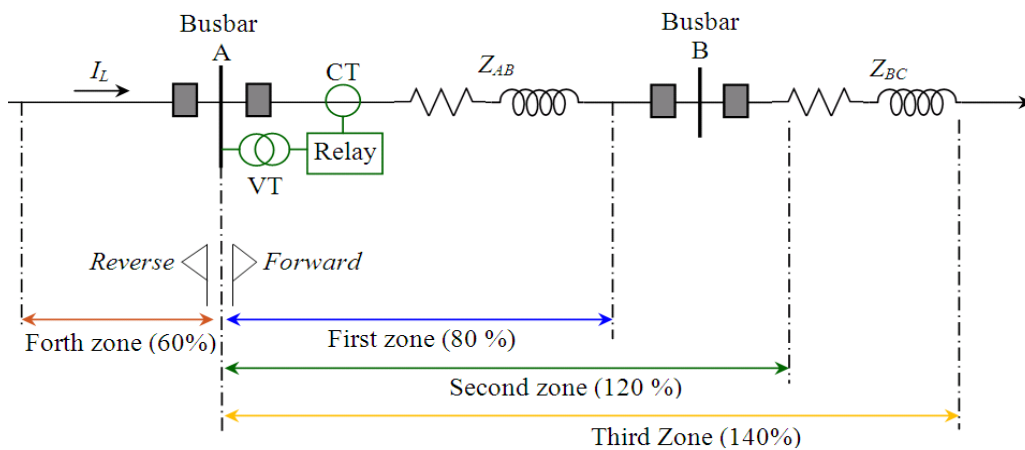 Busbar
A
Busbar
B
I_L
CT
Z_AB
Z_BC
Relay
VT
Reverse
Forward
Forth zone (60%)
First zone (80 %)
Second zone (120 %)
Third Zone (140%)